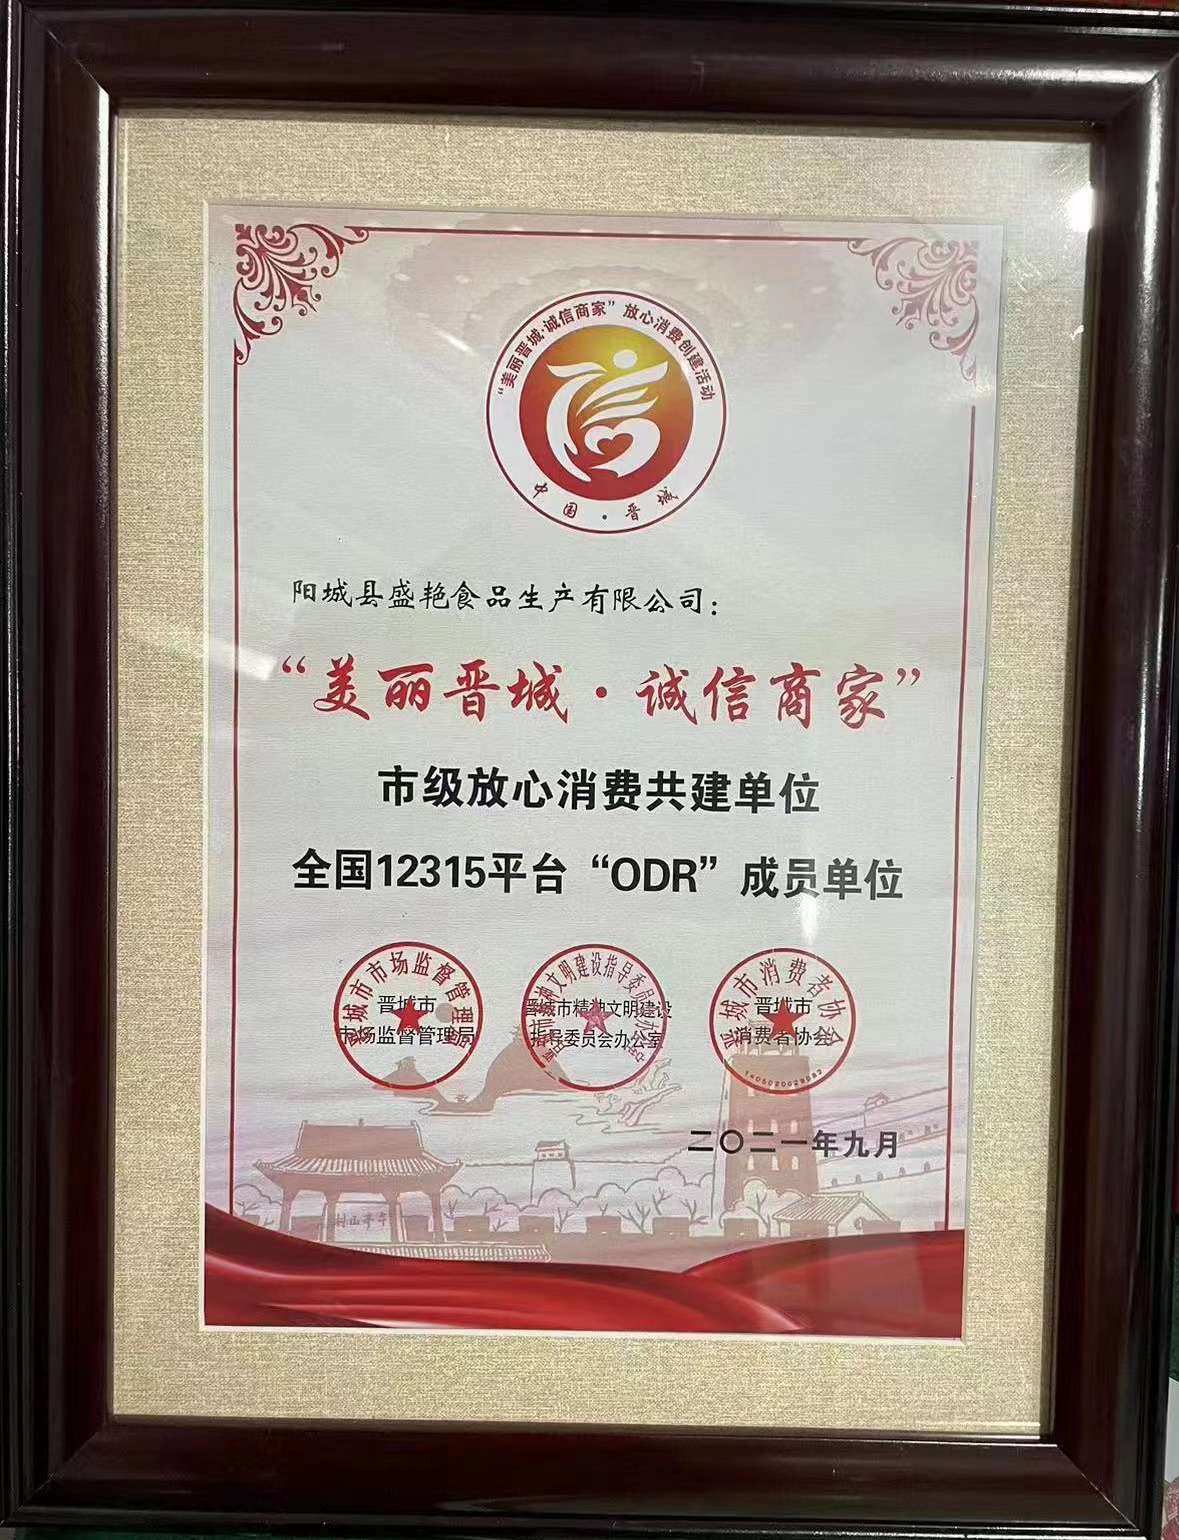 “美丽晋城·诚信商家”放心消费创建活动
中国·晋城
阳城县盛艳食品生产有限公司：
“美丽晋城·诚信商家”
市级放心消费共建单位
全国12315平台“ODR”成员单位
晋城市市场监督管理局
晋城市
市场监督管理局
晋城市精神文明建设指导委员会办公室
晋城市精神文明建设
指导委员会办公室
晋城市消费者协会
晋城市
消费者协会
二〇二一年九月